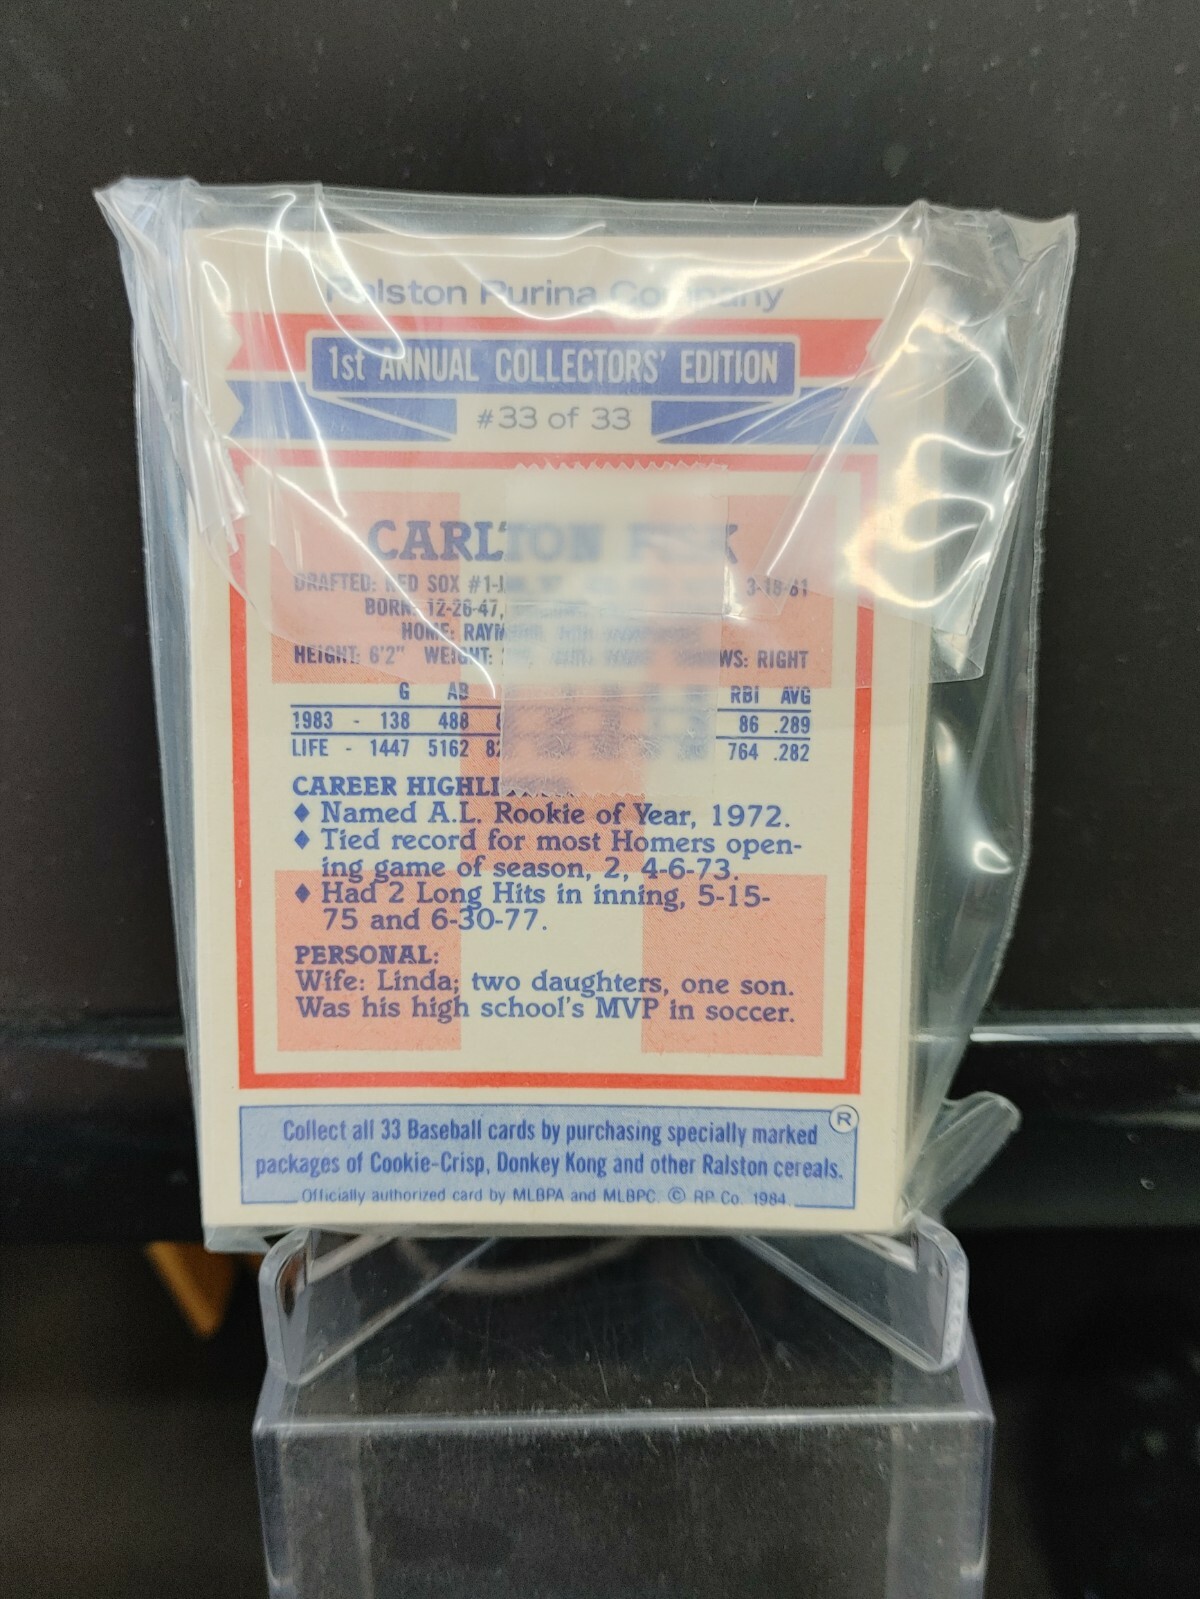 Ralston Purina Company
1st ANNUAL COLLECTORS' EDITION
#33 of 33
CARLTON FISK
DRAFTED: RED SOX #1-J 3-18-81
BORN: 12-26-47,
HOME: RAYM
HEIGHT: 6'2" WEIGHT: WS: RIGHT
G AB RBI AVG
1983 - 138 488 86 .289
LIFE - 1447 5162 82 764 .282
CAREER HIGHLI
♦ Named A.L. Rookie of Year, 1972.
♦ Tied record for most Homers open-
ing game of season, 2, 4-6-73.
♦ Had 2 Long Hits in inning, 5-15-
75 and 6-30-77.
PERSONAL:
Wife: Linda; two daughters, one son.
Was his high school's MVP in soccer.
®
Collect all 33 Baseball cards by purchasing specially marked
packages of Cookie-Crisp, Donkey Kong and other Ralston cereals.
Officially authorized card by MLBPA and MLBPC. © RP Co. 1984.